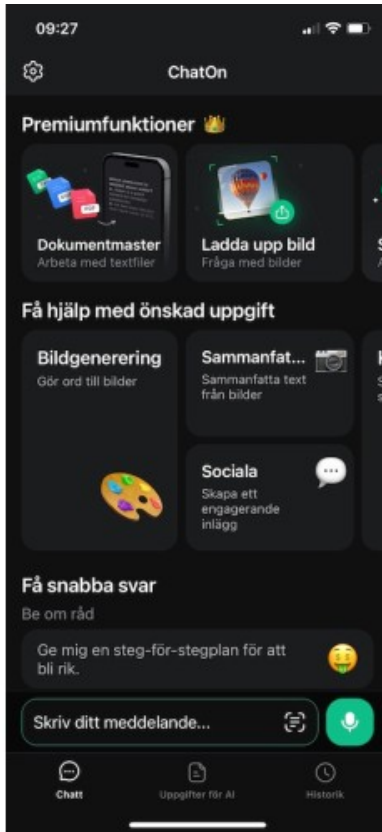 09:27
ChatOn
Premiumfunktioner
Dokumentmaster
Arbeta med textfiler
Ladda upp bild
Fråga med bilder
Få hjälp med önskad uppgift
Bildgenerering
Gör ord till bilder
Sammanfat...
Sammanfatta text
från bilder
Sociala
Skapa ett
engagerande
inlägg
Få snabba svar
Be om råd
Ge mig en steg-för-stegplan för att
bli rik.
Skriv ditt meddelande...
Chatt
Uppgifter för AI
Historik